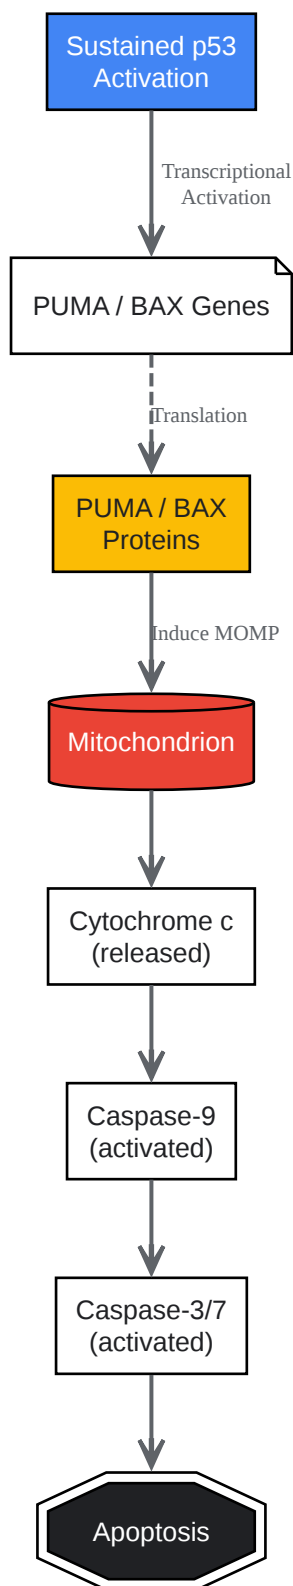 Sustained p53
Activation
Transcriptional
Activation
PUMA / BAX Genes
Translation
PUMA / BAX
Proteins
Induce MOMP
Mitochondrion
Cytochrome c
(released)
Caspase-9
(activated)
Caspase-3/7
(activated)
Apoptosis